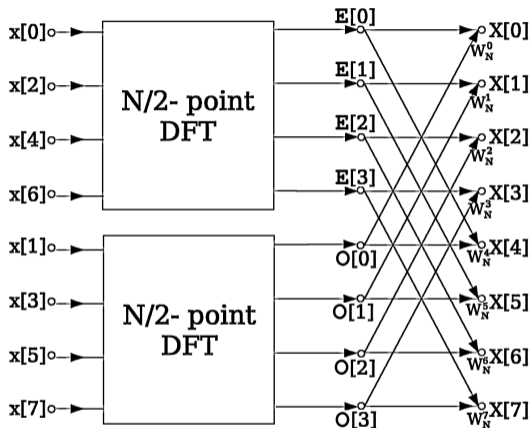 x[0] E[0] X[0]
W_N^0
x[2] E[1] X[1]
W_N^1
N/2- point
DFT
x[4] E[2] X[2]
W_N^2
x[6] E[3] X[3]
W_N^3
x[1] O[0] X[4]
W_N^4
x[3] O[1] X[5]
W_N^5
N/2- point
DFT
x[5] O[2] X[6]
W_N^6
x[7] O[3] X[7]
W_N^7